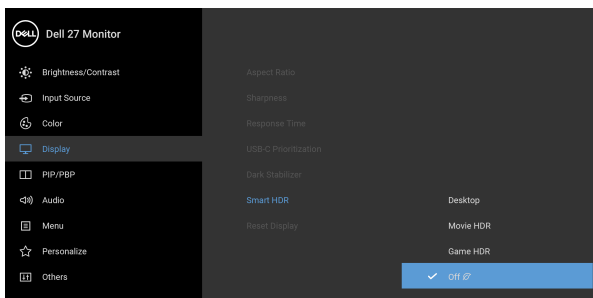 DELL Dell 27 Monitor
Brightness/Contrast
Input Source
Color
Display
PIP/PBP
Audio
Menu
Personalize
Others
Aspect Ratio
Sharpness
Response Time
USB-C Prioritization
Dark Stabilizer
Smart HDR
Reset Display
Desktop
Movie HDR
Game HDR
Off